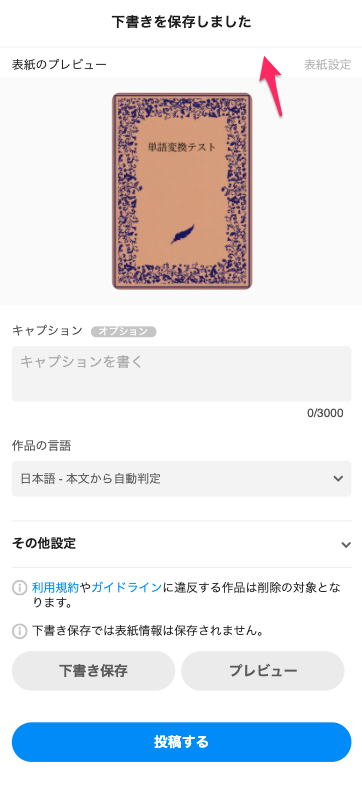 下書きを保存しました
表紙のプレビュー 表紙設定
単語変換テスト
キャプション オプション
キャプションを書く
0/3000
作品の言語
日本語 - 本文から自動判定
その他設定
利用規約やガイドラインに違反する作品は削除の対象とな
ります。
下書き保存では表紙情報は保存されません。
下書き保存 プレビュー
投稿する